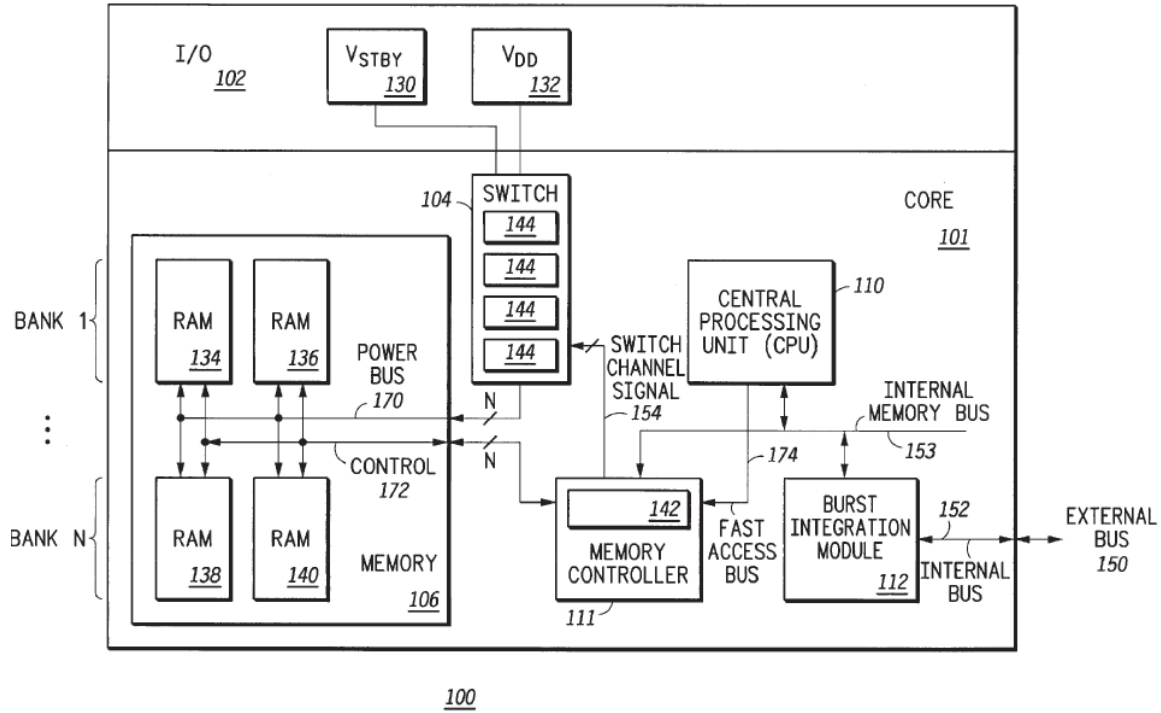 I/O
102
VSTBY
130
VDD
132
104
SWITCH
144
144
144
144
CORE
101
BANK 1
RAM
134
RAM
136
POWER
BUS
170
N
N
SWITCH
CHANNEL
SIGNAL
154
CENTRAL
PROCESSING
UNIT (CPU)
110
INTERNAL
MEMORY BUS
153
174
CONTROL
172
BANK N
RAM
138
RAM
140
MEMORY
106
142
MEMORY
CONTROLLER
111
FAST
ACCESS
BUS
BURST
INTEGRATION
MODULE
112
152
INTERNAL
BUS
EXTERNAL
BUS
150
100